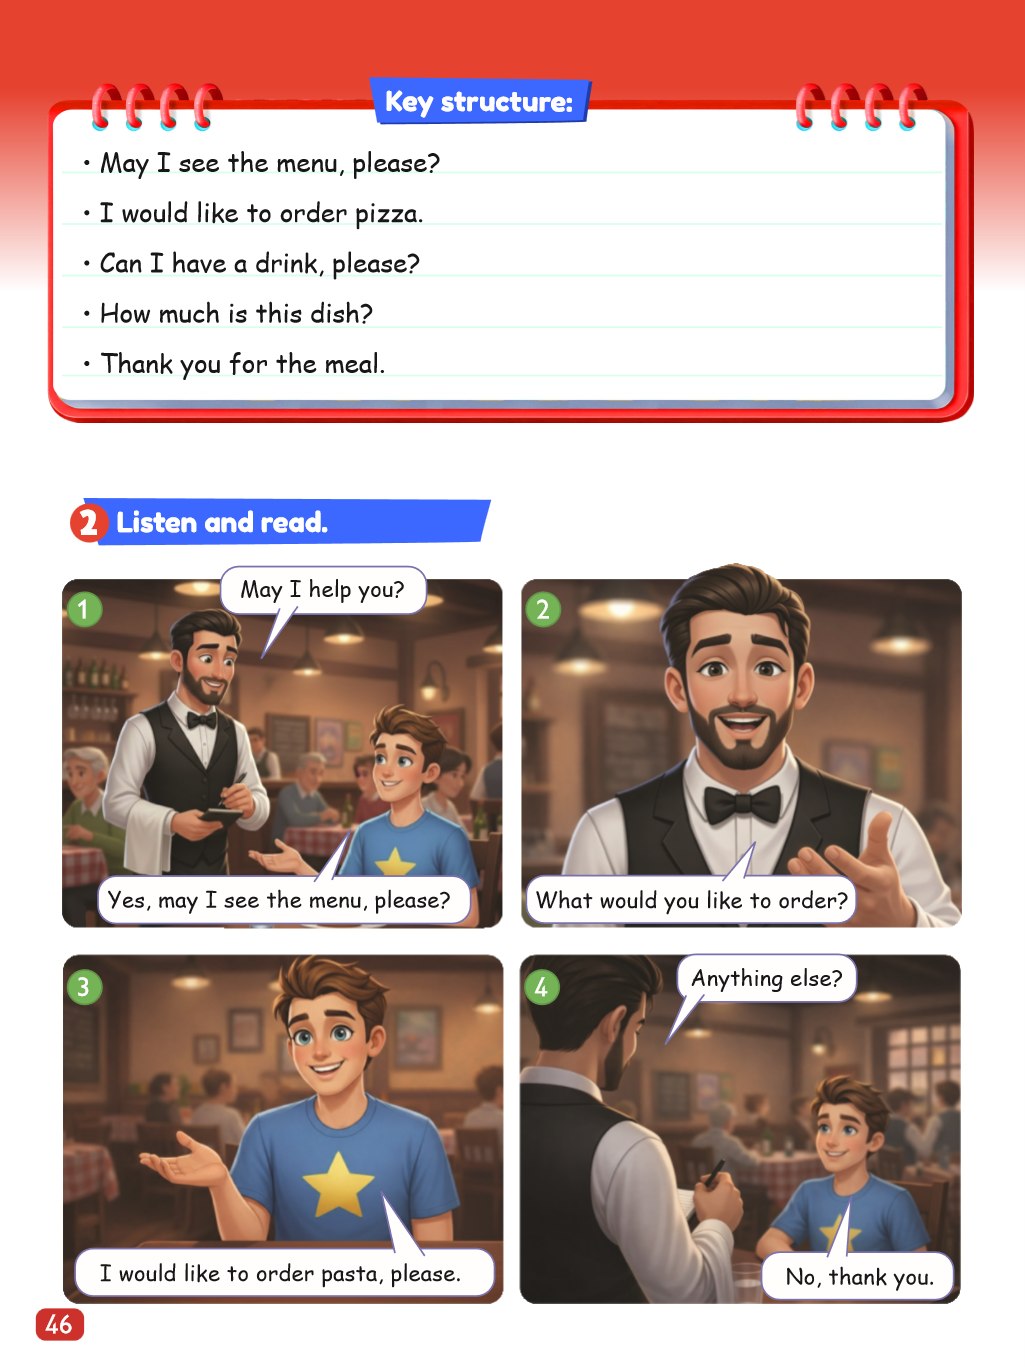 Key structure:
• May I see the menu, please?
• I would like to order pizza.
• Can I have a drink, please?
• How much is this dish?
• Thank you for the meal.
2 Listen and read.
1
May I help you?
Yes, may I see the menu, please?
2
What would you like to order?
3
I would like to order pasta, please.
4
Anything else?
No, thank you.
46